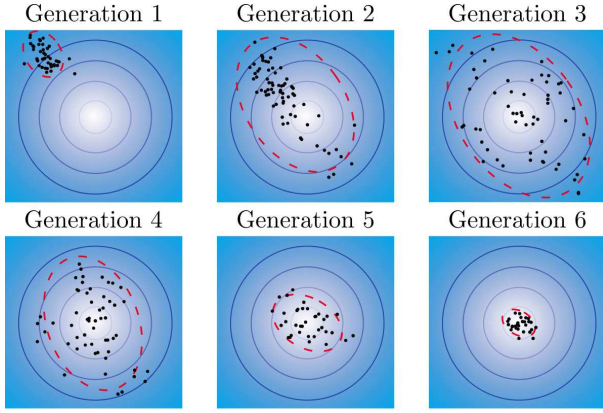 Generation 1
Generation 2
Generation 3
Generation 4
Generation 5
Generation 6